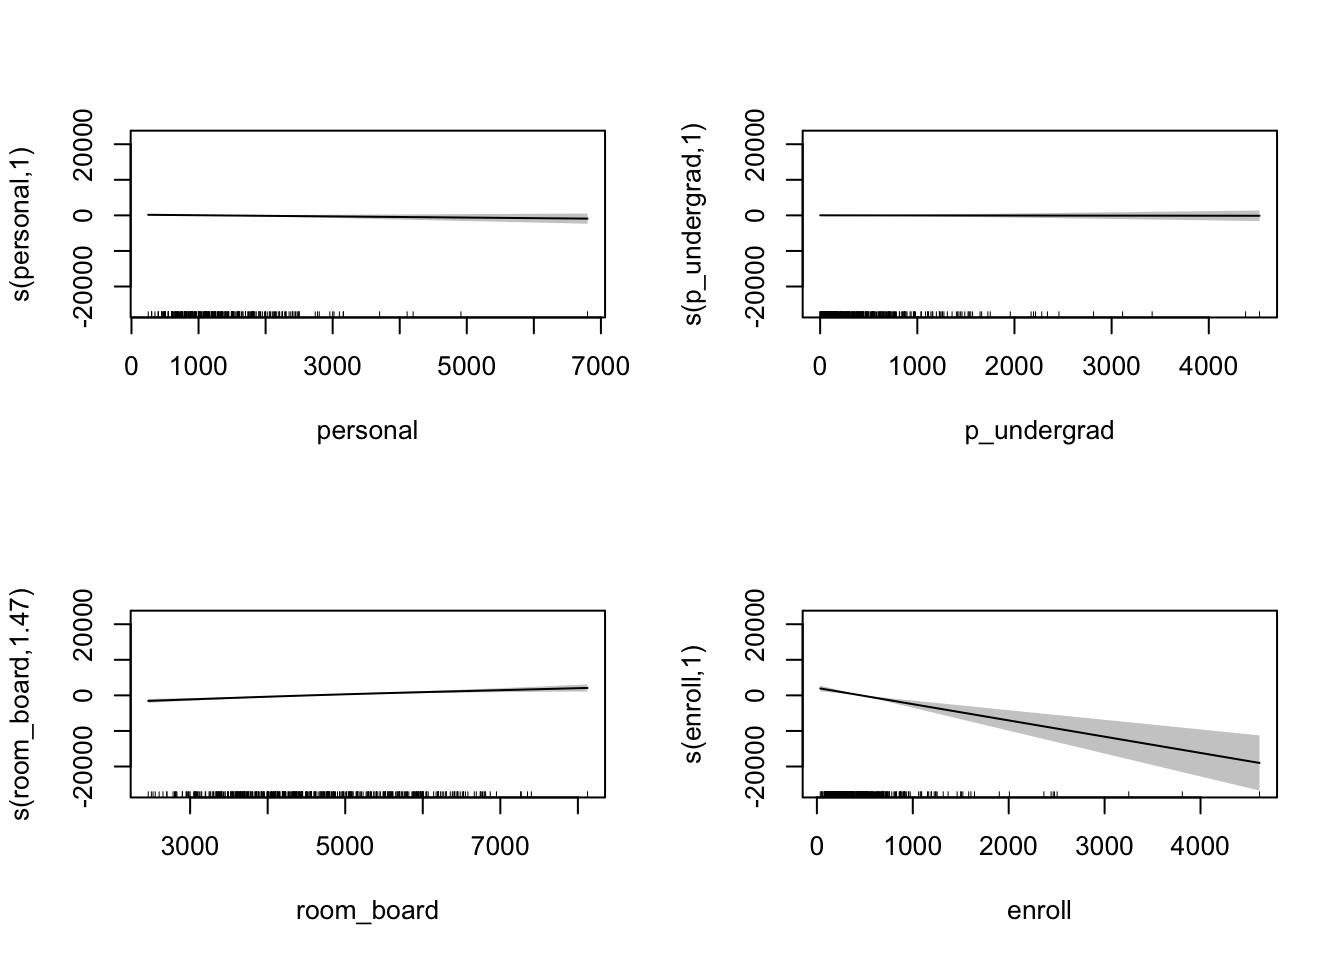 s(personal,1)
20000
0
-20000
0 1000 3000 5000 7000
personal
s(p_undergrad,1)
20000
0
-20000
0 1000 2000 3000 4000
p_undergrad
s(room_board,1.47)
20000
0
-20000
3000 5000 7000
room_board
s(enroll,1)
20000
0
-20000
0 1000 2000 3000 4000
enroll